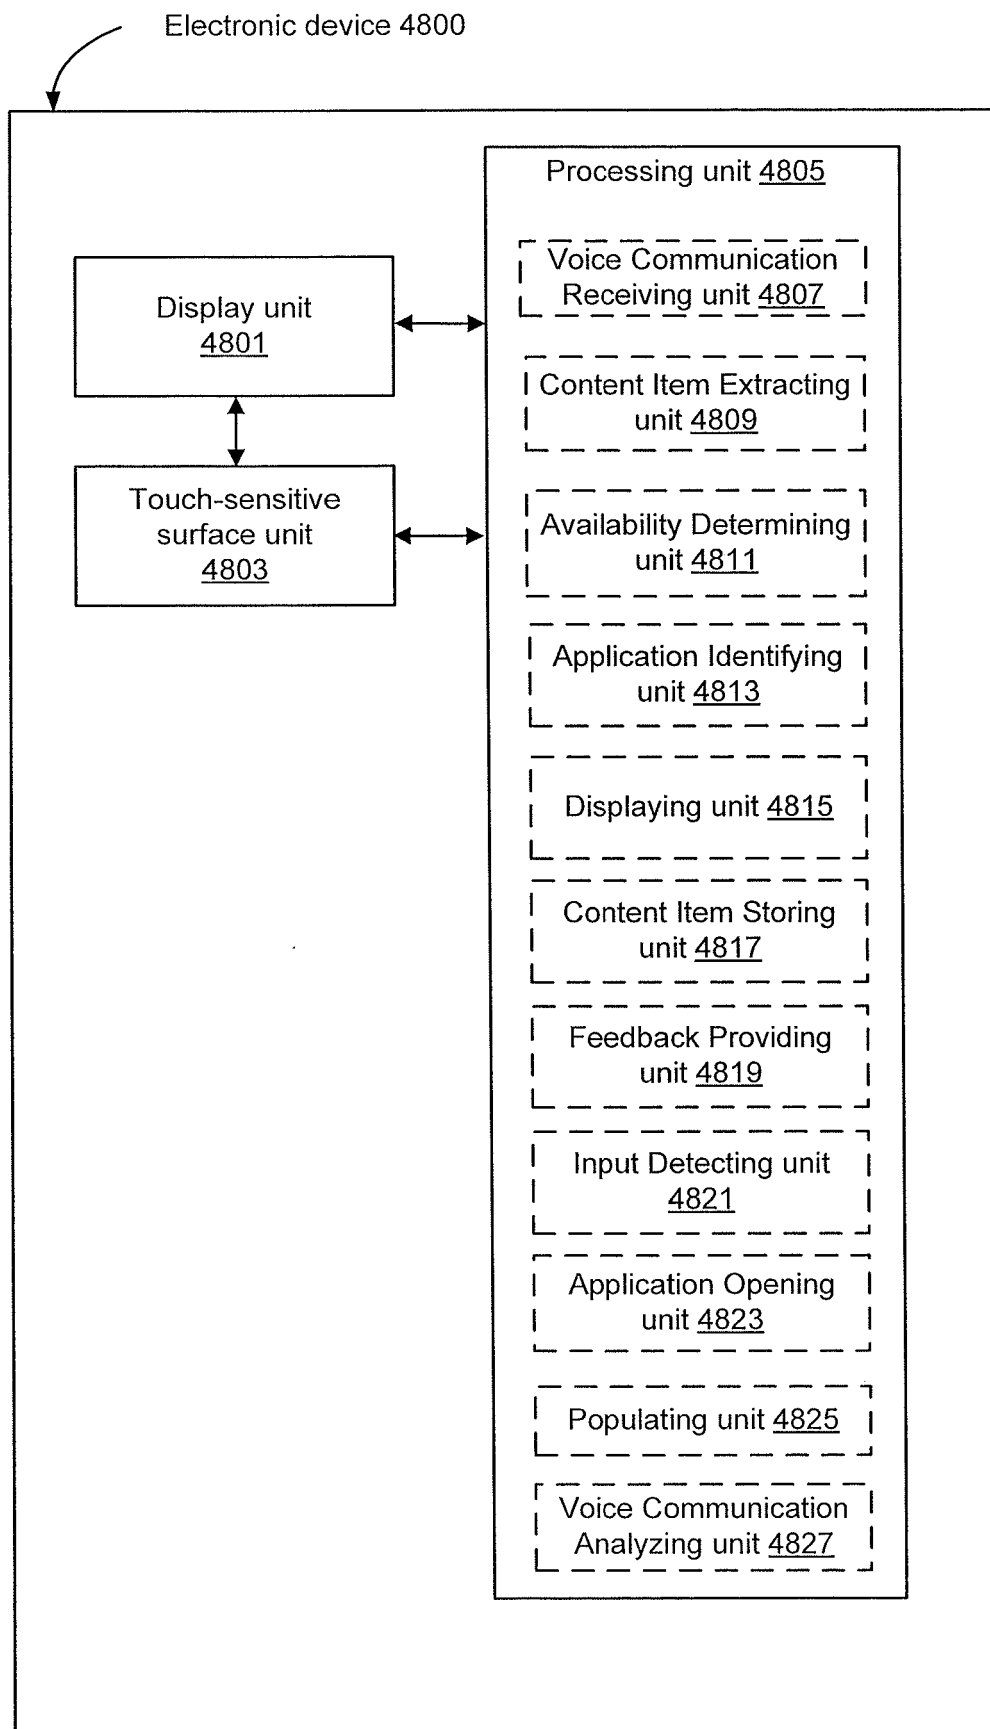 Electronic device 4800
Processing unit 4805
Voice Communication
Receiving unit 4807
Display unit
4801
Content Item Extracting
unit 4809
Touch-sensitive
surface unit
4803
Availability Determining
unit 4811
Application Identifying
unit 4813
Displaying unit 4815
Content Item Storing
unit 4817
Feedback Providing
unit 4819
Input Detecting unit
4821
Application Opening
unit 4823
Populating unit 4825
Voice Communication
Analyzing unit 4827